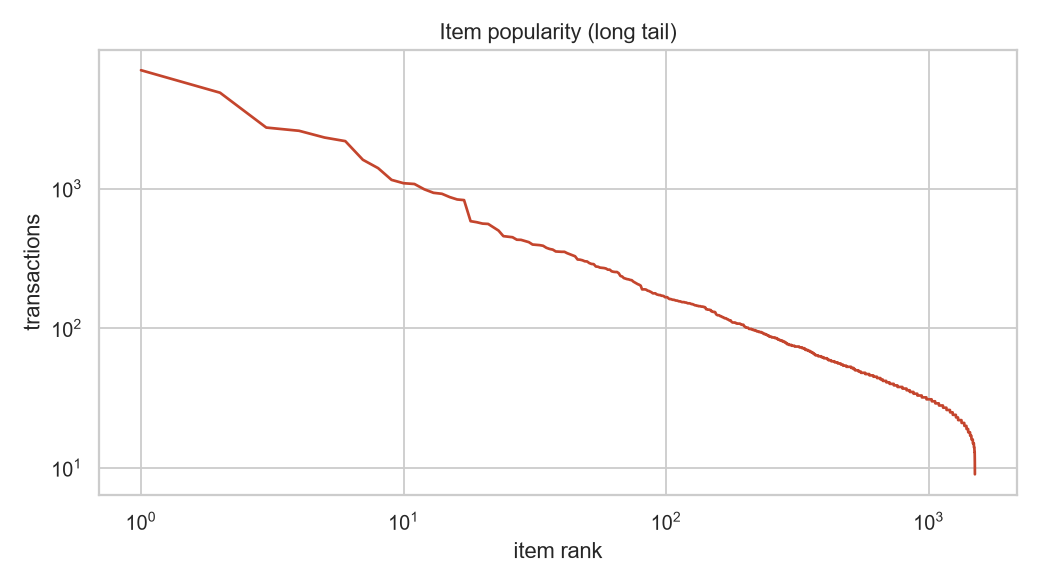 Item popularity (long tail)
transactions
10³
10²
10¹
10⁰
10¹
10²
10³
item rank